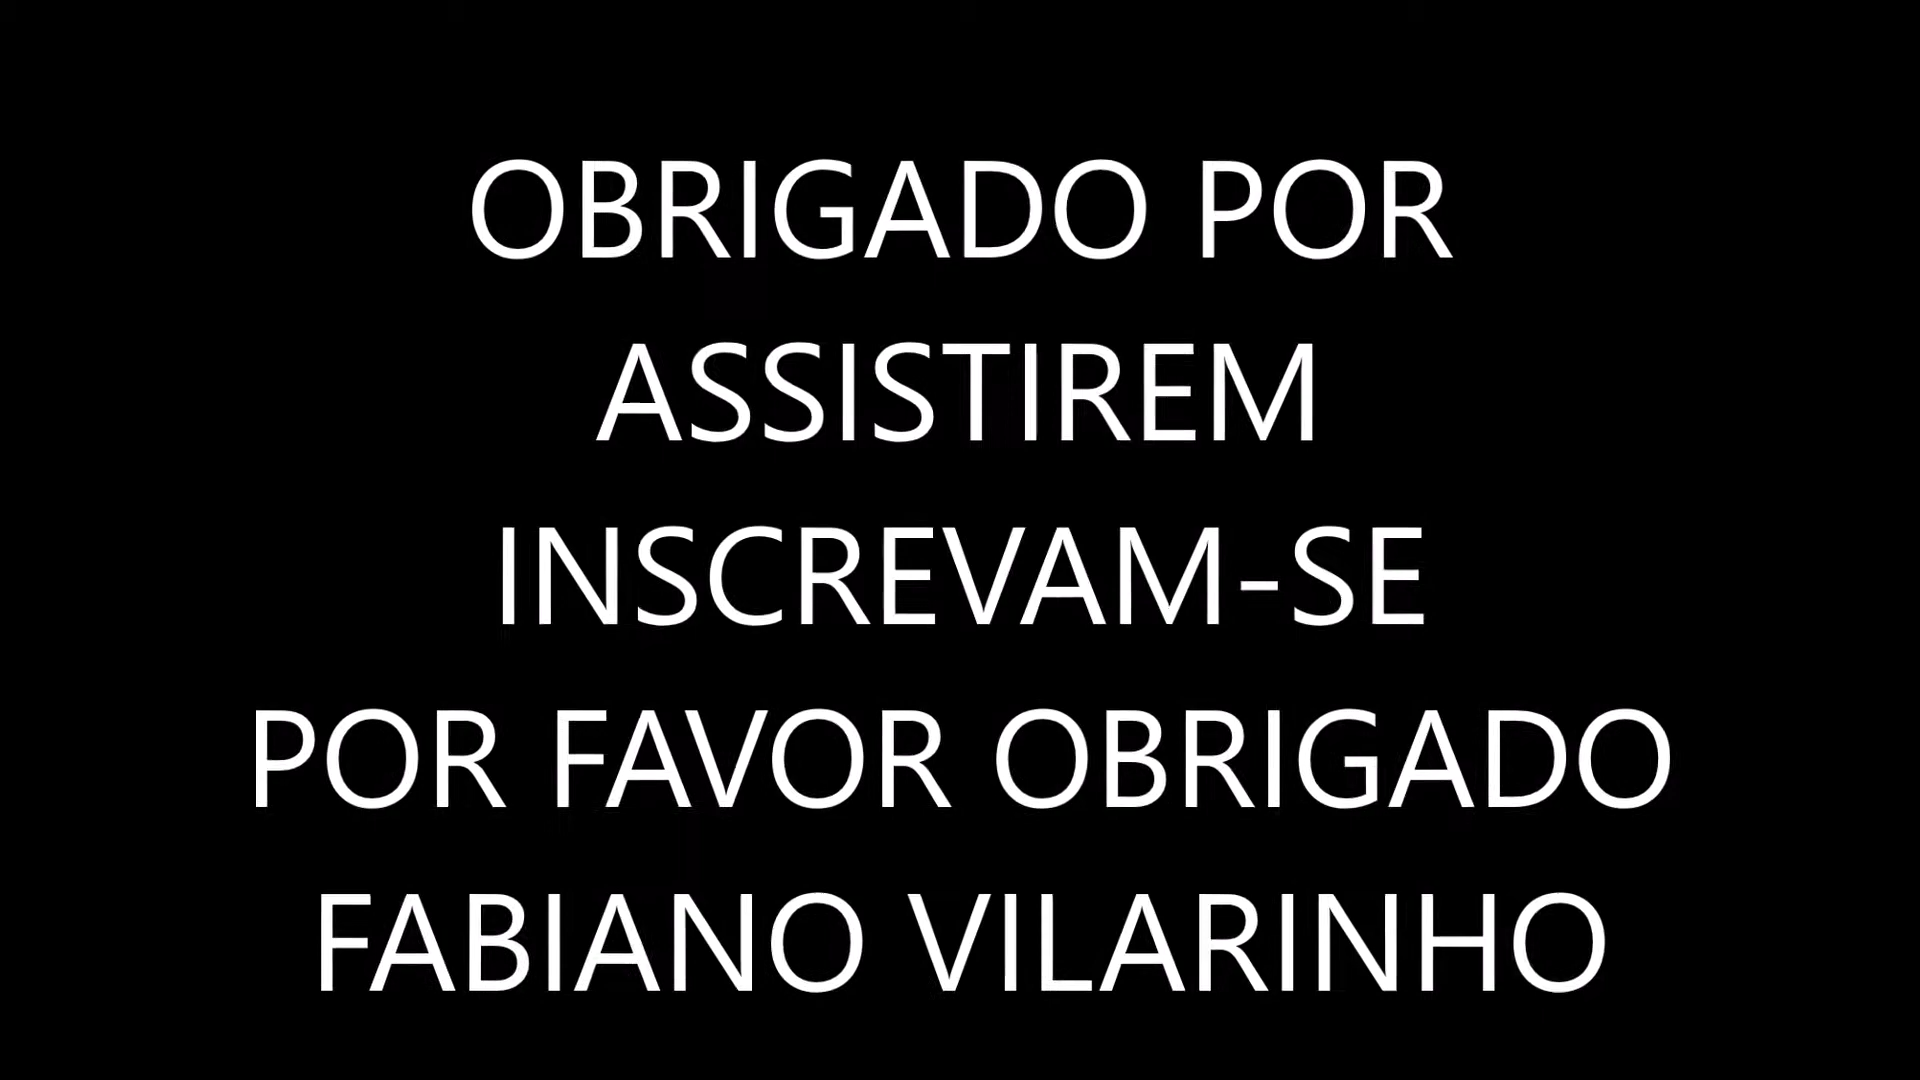 OBRIGADO POR
ASSISTIREM
INSCREVAM-SE
POR FAVOR OBRIGADO
FABIANO VILARINHO